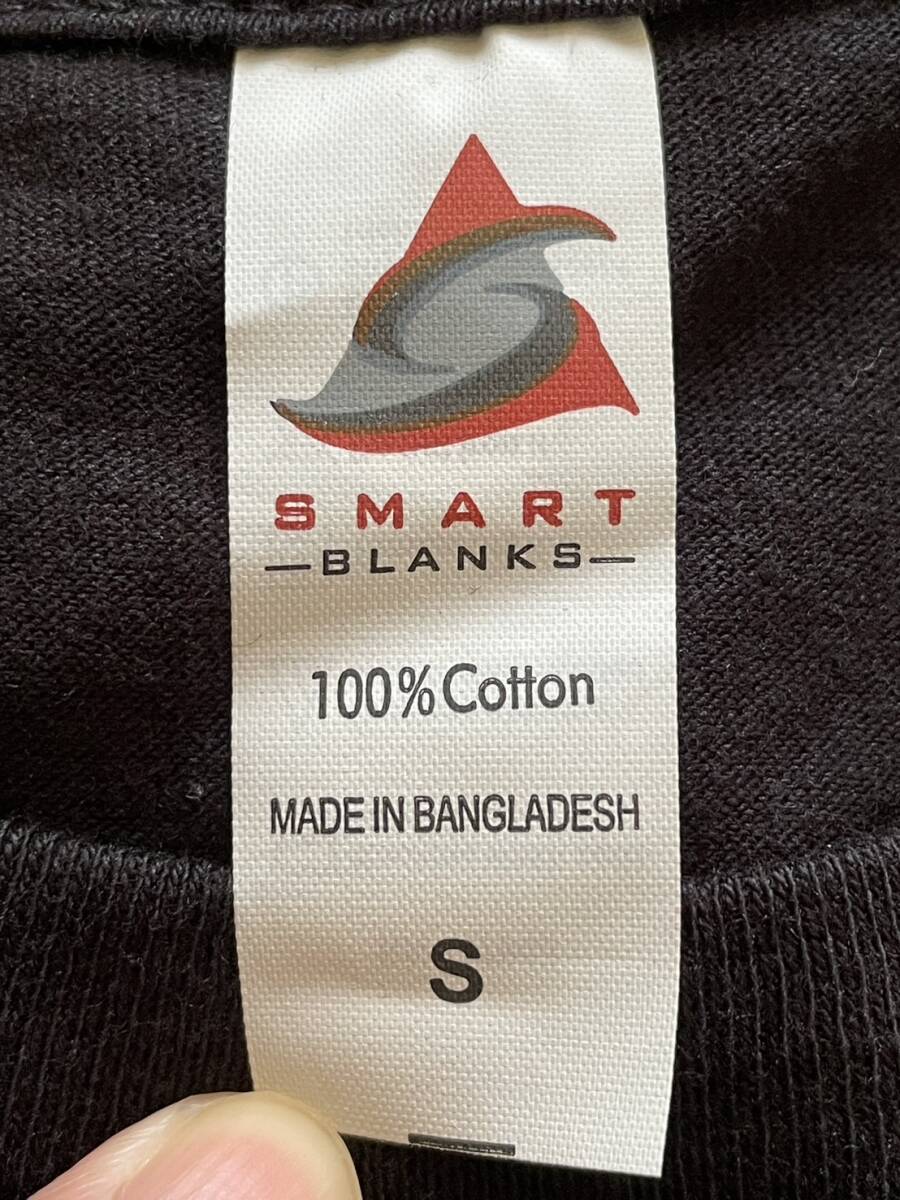 SMART
—BLANKS—
100% Cotton
MADE IN BANGLADESH
S